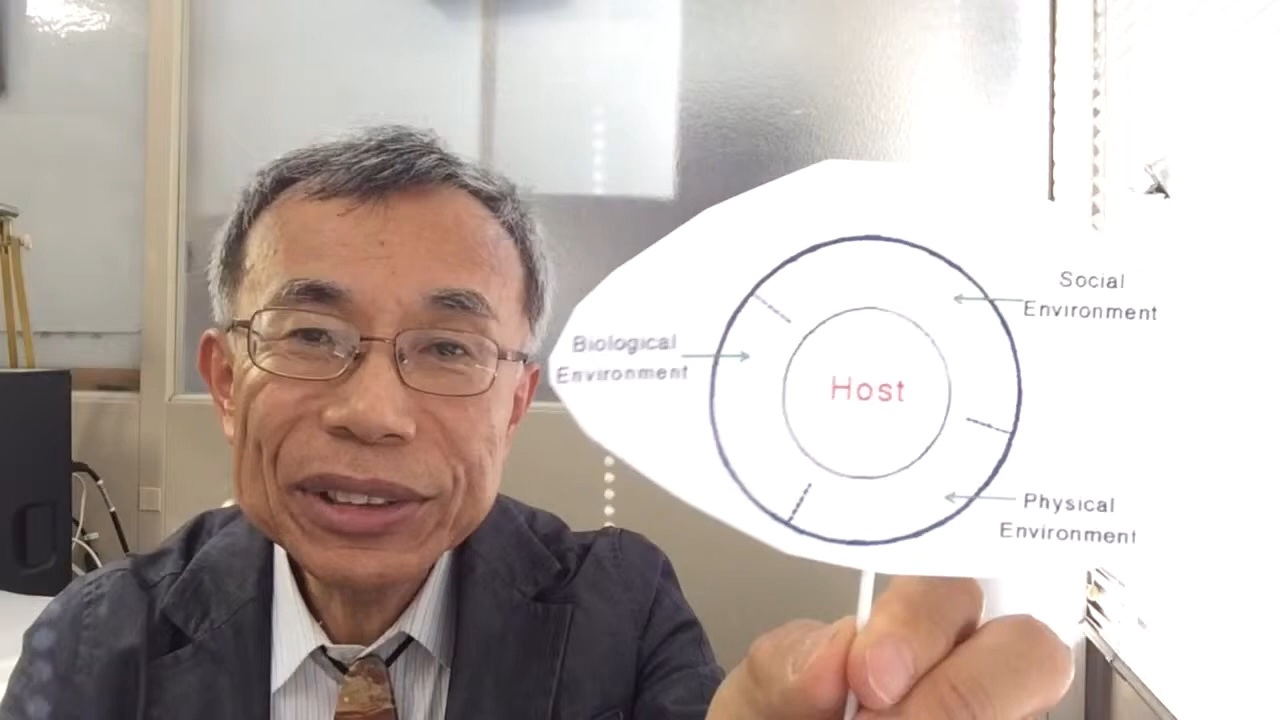 Social
Environment
Biological
Environment
Host
Physical
Environment